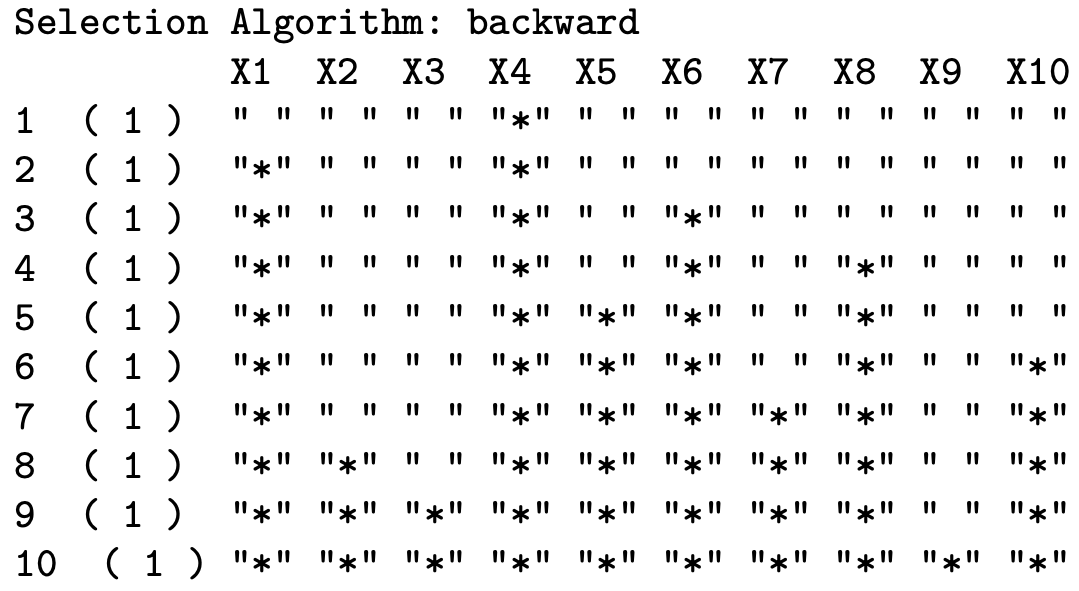 Selection Algorithm: backward
          X1  X2  X3  X4  X5  X6  X7  X8  X9  X10
1  ( 1 )  " " " " " " "*" " " " " " " " " " " " "
2  ( 1 )  "*" " " " " "*" " " " " " " " " " " " "
3  ( 1 )  "*" " " " " "*" " " "*" " " " " " " " "
4  ( 1 )  "*" " " " " "*" " " "*" " " "*" " " " "
5  ( 1 )  "*" " " " " "*" "*" "*" " " "*" " " " "
6  ( 1 )  "*" " " " " "*" "*" "*" " " "*" " " "*"
7  ( 1 )  "*" " " " " "*" "*" "*" "*" "*" " " "*"
8  ( 1 )  "*" "*" " " "*" "*" "*" "*" "*" " " "*"
9  ( 1 )  "*" "*" "*" "*" "*" "*" "*" "*" " " "*"
10  ( 1 ) "*" "*" "*" "*" "*" "*" "*" "*" "*" "*"